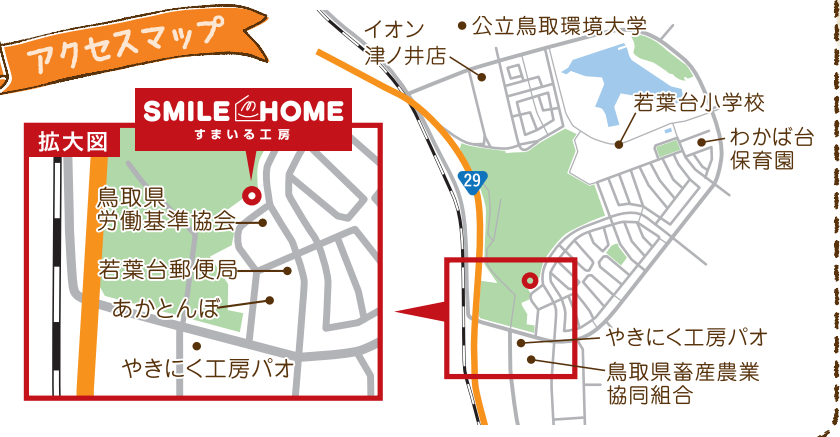 アクセスマップ
イオン
津ノ井店
公立鳥取環境大学
若葉台小学校
わかば台
保育園
29
SMILE HOME
すまいる工房
拡大図
鳥取県
労働基準協会
若葉台郵便局
あかとんぼ
やきにく工房パオ
やきにく工房パオ
鳥取県畜産農業
協同組合